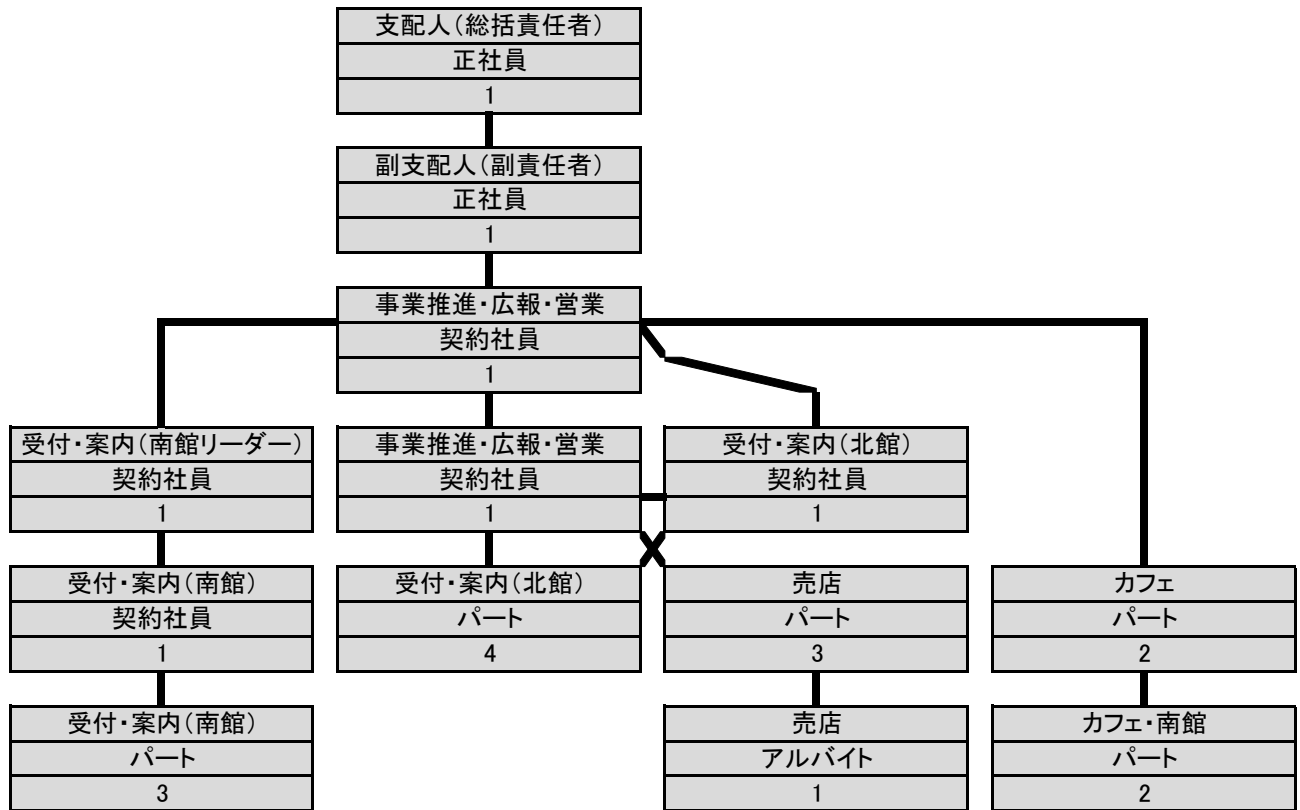 支配人（総括責任者）
正社員
1
副支配人（副責任者）
正社員
1
事業推進・広報・営業
契約社員
1
受付・案内（南館リーダー）
契約社員
1
事業推進・広報・営業
契約社員
1
受付・案内（北館）
契約社員
1
受付・案内（南館）
契約社員
1
受付・案内（北館）
パート
4
売店
パート
3
カフェ
パート
2
受付・案内（南館）
パート
3
売店
アルバイト
1
カフェ・南館
パート
2